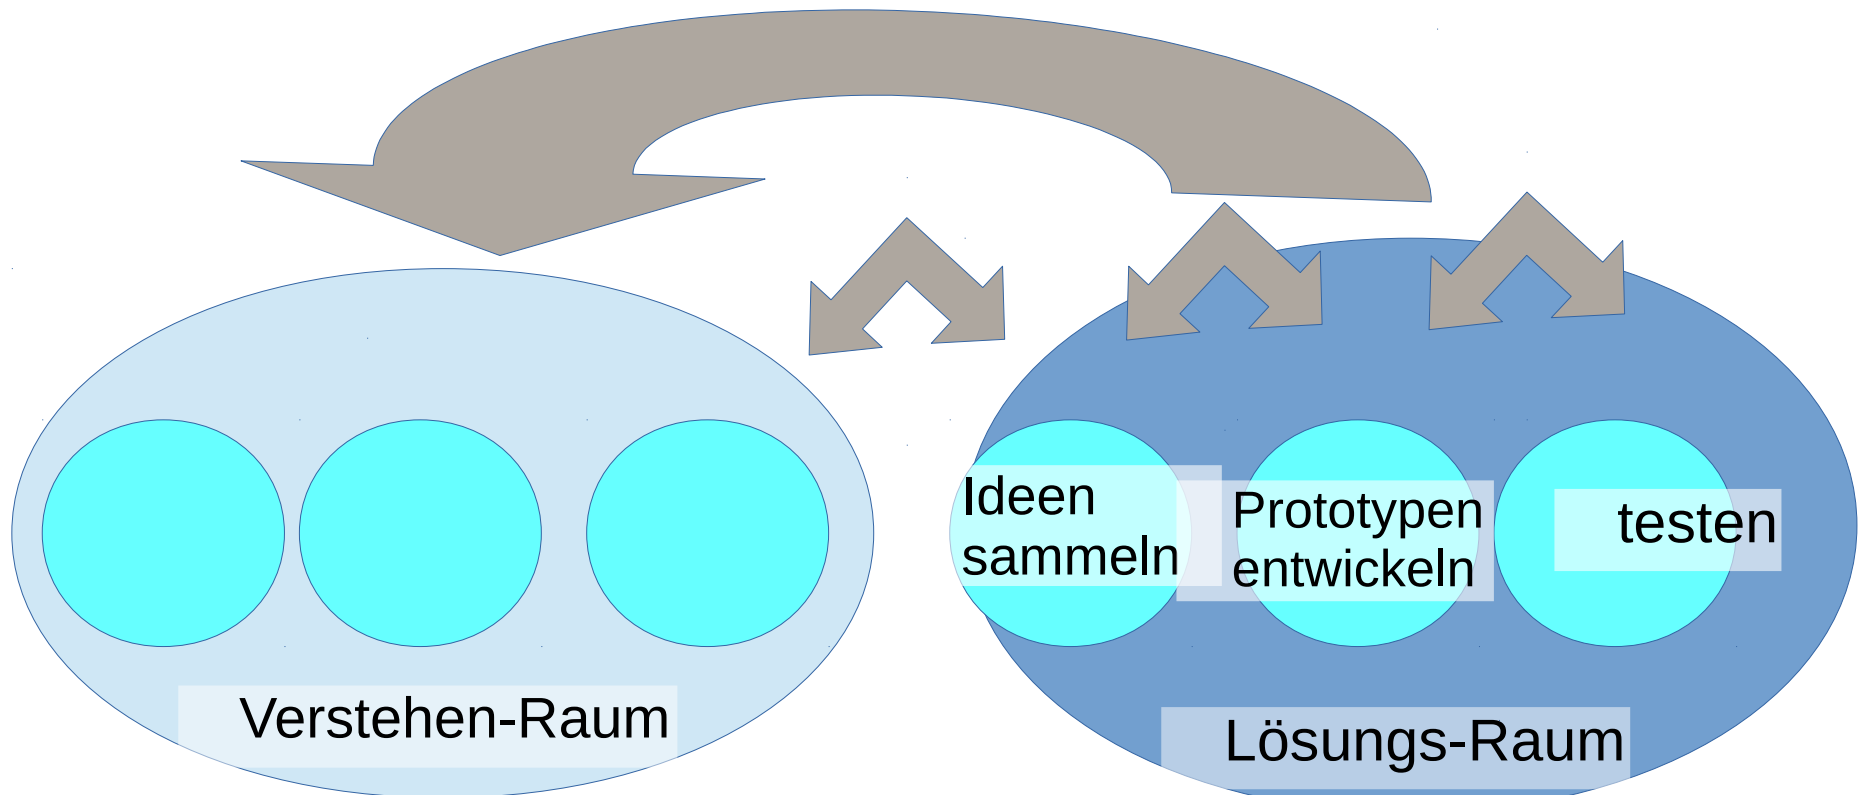 Ideen
sammeln
Prototypen
entwickeln
testen
Verstehen-Raum
Lösungs-Raum